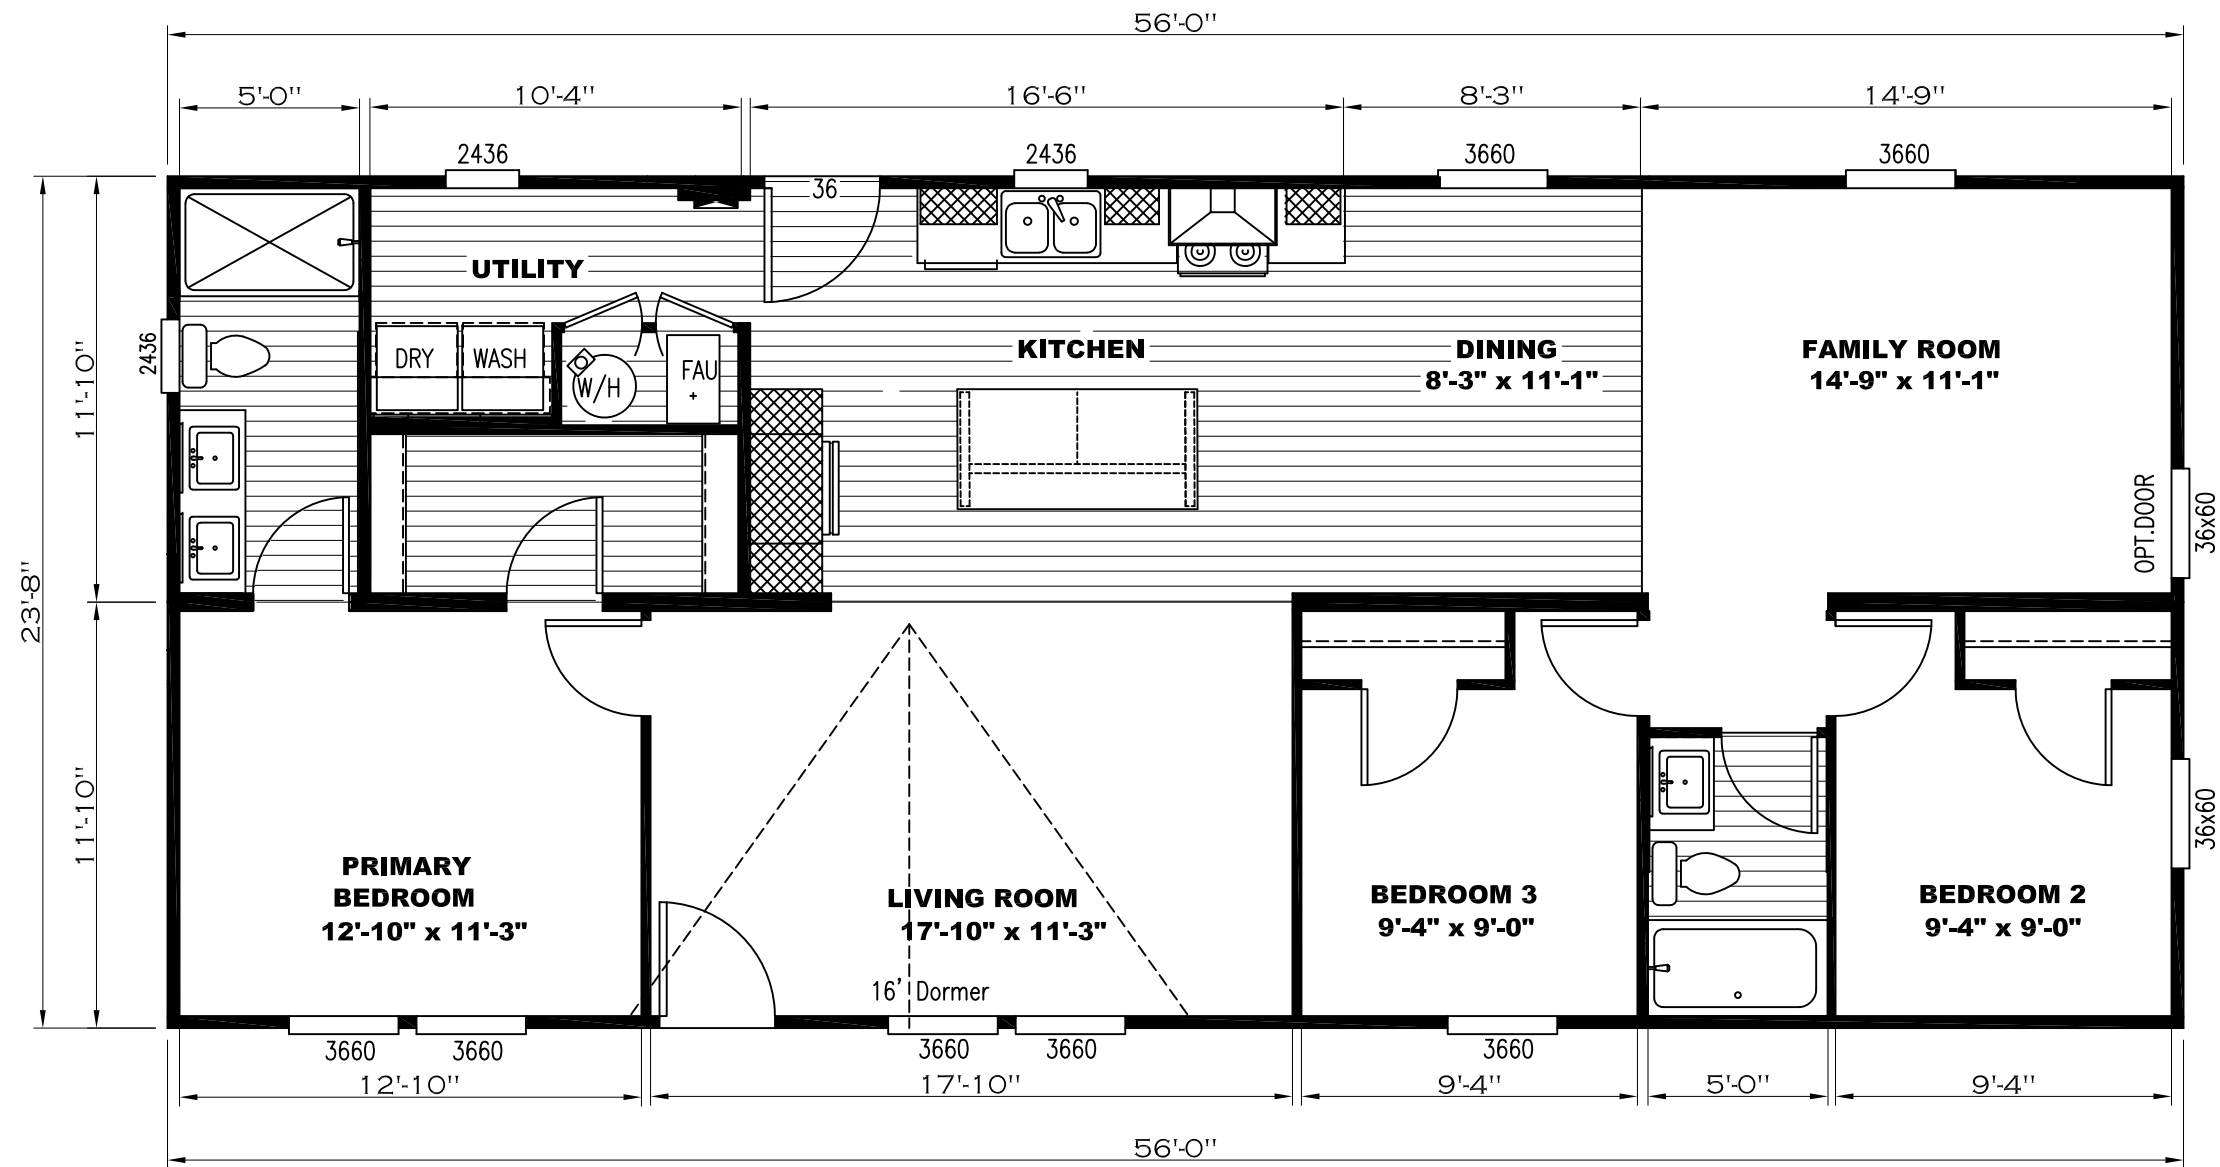 56'-0"
5'-0"
10'-4"
16'-6"
8'-3"
14'-9"
2436
2436
3660
3660
36
UTILITY
2436
DRY
WASH
W/H
FAU
+
KITCHEN
DINING
8'-3" x 11'-1"
FAMILY ROOM
14'-9" x 11'-1"
11'-10"
OPT.DOOR
36x60
23'-8"
11'-10"
36x60
PRIMARY
BEDROOM
12'-10" x 11'-3"
LIVING ROOM
17'-10" x 11'-3"
16' Dormer
BEDROOM 3
9'-4" x 9'-0"
BEDROOM 2
9'-4" x 9'-0"
3660
3660
3660
3660
3660
12'-10"
17'-10"
9'-4"
5'-0"
9'-4"
56'-0"